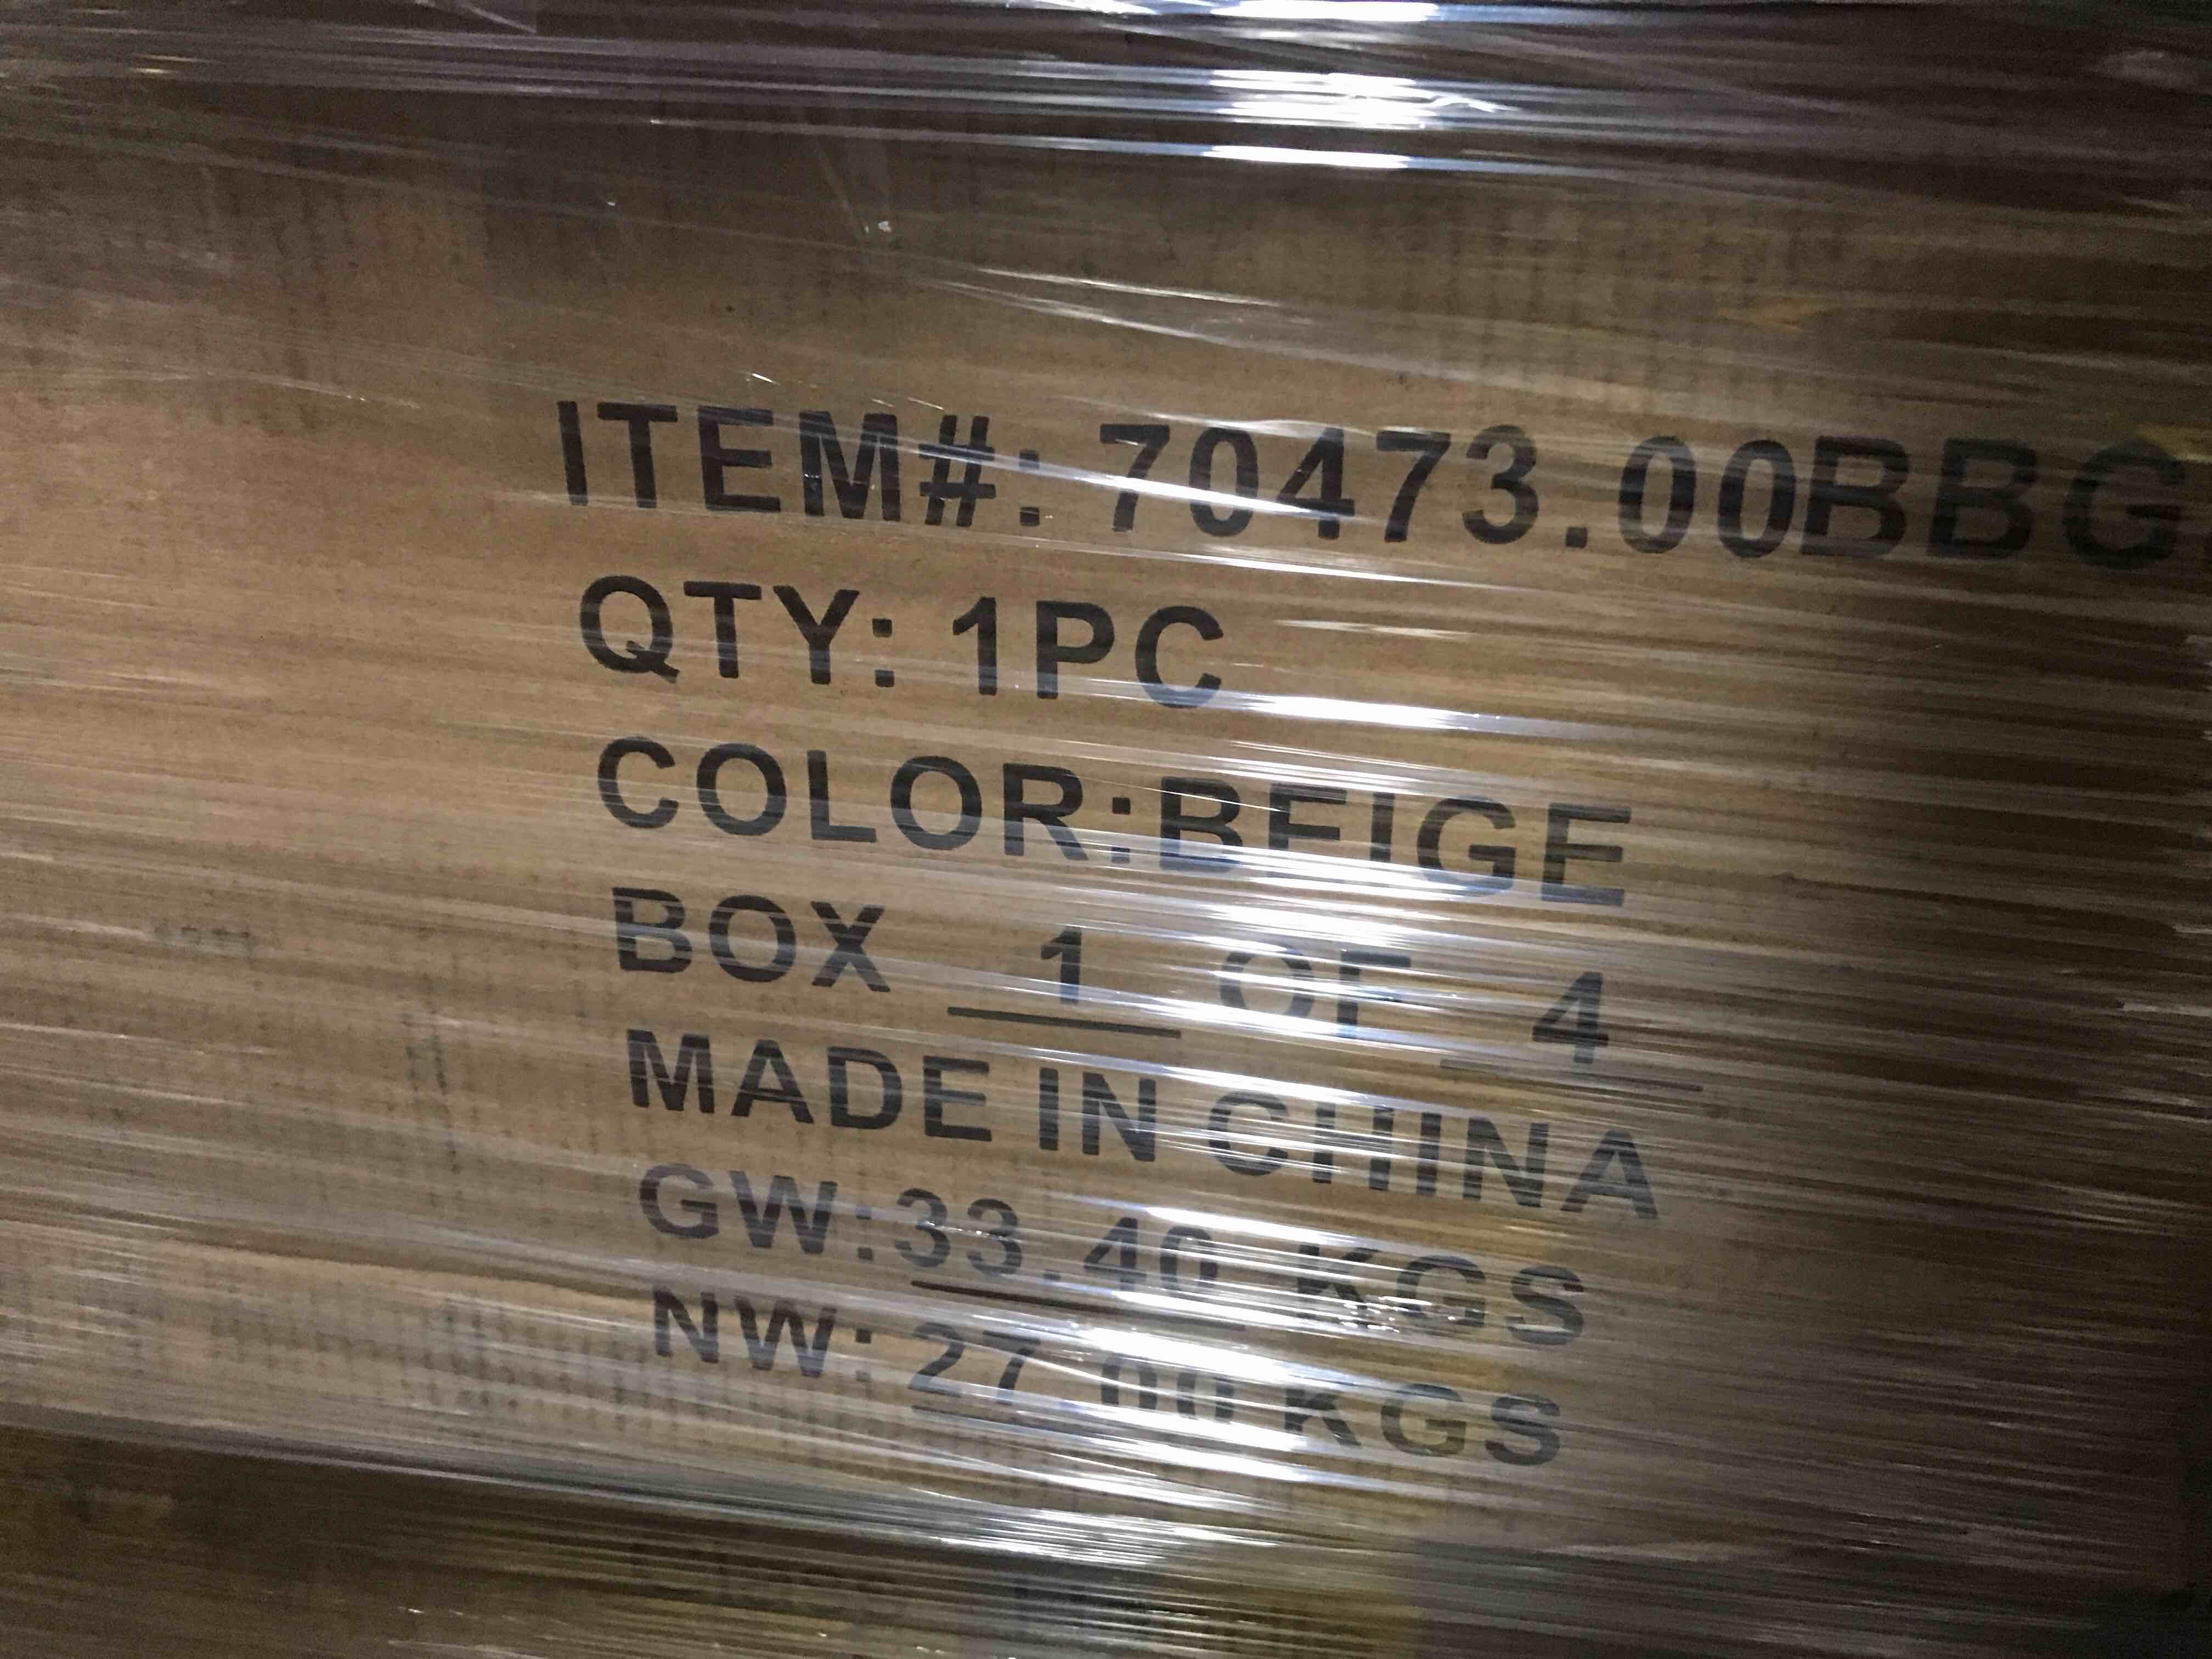 ITEM#: 70473.00BBG
QTY: 1PC
COLOR:BEIGE
BOX 1 OF 4
MADE IN CHINA
GW:33.40 KGS
NW: 27.00 KGS